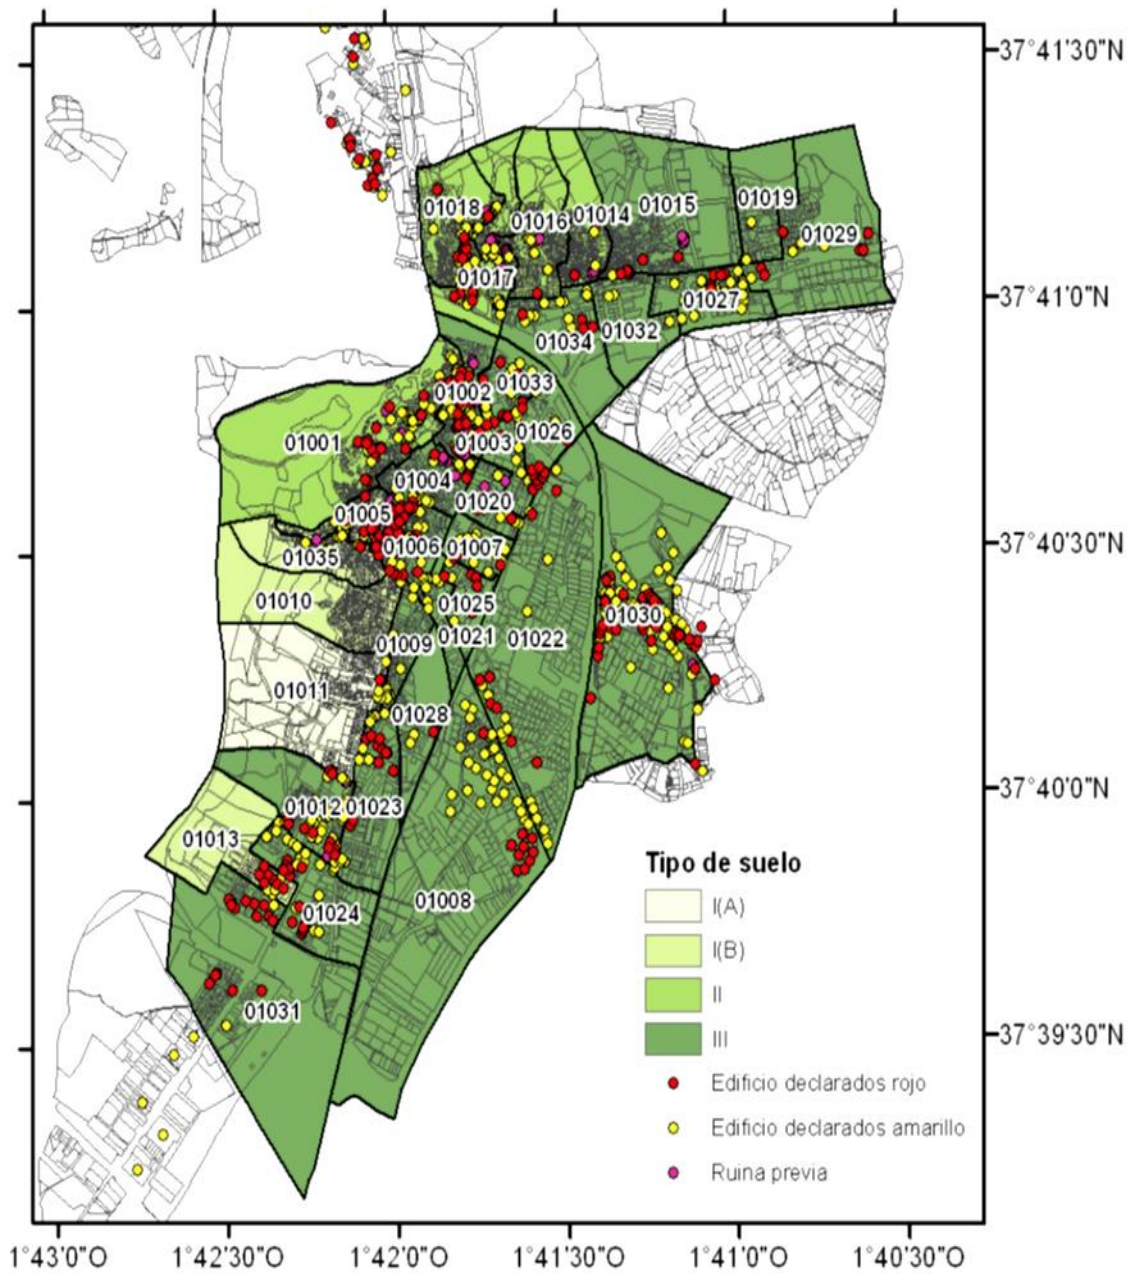 37°41'30"N
01018
01016
01014
01015
01019
01029
01017
01027
37°41'0"N
01034
01032
01002
01033
01001
01003
01026
01004
01020
01005
01035
01006
01007
37°40'30"N
01010
01025
01030
01009
01021
01022
01011
01028
37°40'0"N
01012
01023
01013
01024
01008
01031
Tipo de suelo
I(A)
I(B)
II
III
37°39'30"N
Edificio declarados rojo
Edificio declarados amarillo
Ruina previa
1°43'0"O
1°42'30"O
1°42'0"O
1°41'30"O
1°41'0"O
1°40'30"O